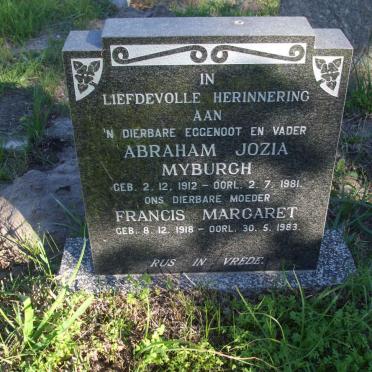 IN
LIEFDEVOLLE HERINNERING
AAN
'N DIERBARE EGGENOOT EN VADER
ABRAHAM JOZIA
MYBURGH
GEB. 2. 12. 1912 - OORL. 2. 7. 1981.
ONS DIERBARE MOEDER
FRANCIS MARGARET
GEB. 8. 12. 1918 - OORL. 30. 5. 1983.
RUS IN VREDE.